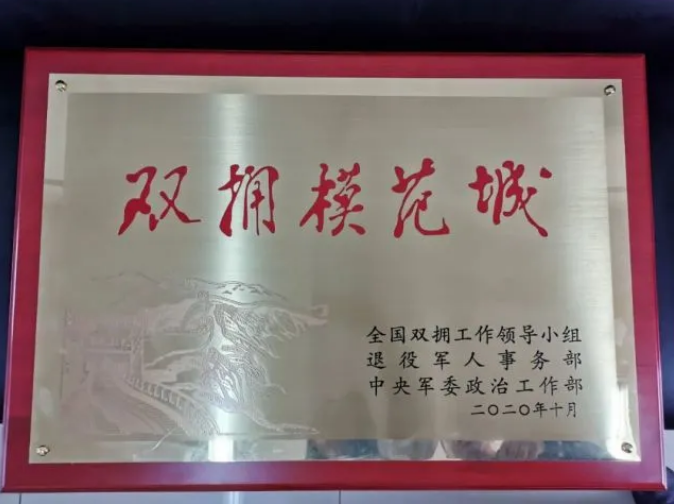 双拥模范城
全国双拥工作领导小组
退役军人事务部
中央军委政治工作部
二〇二〇年十月